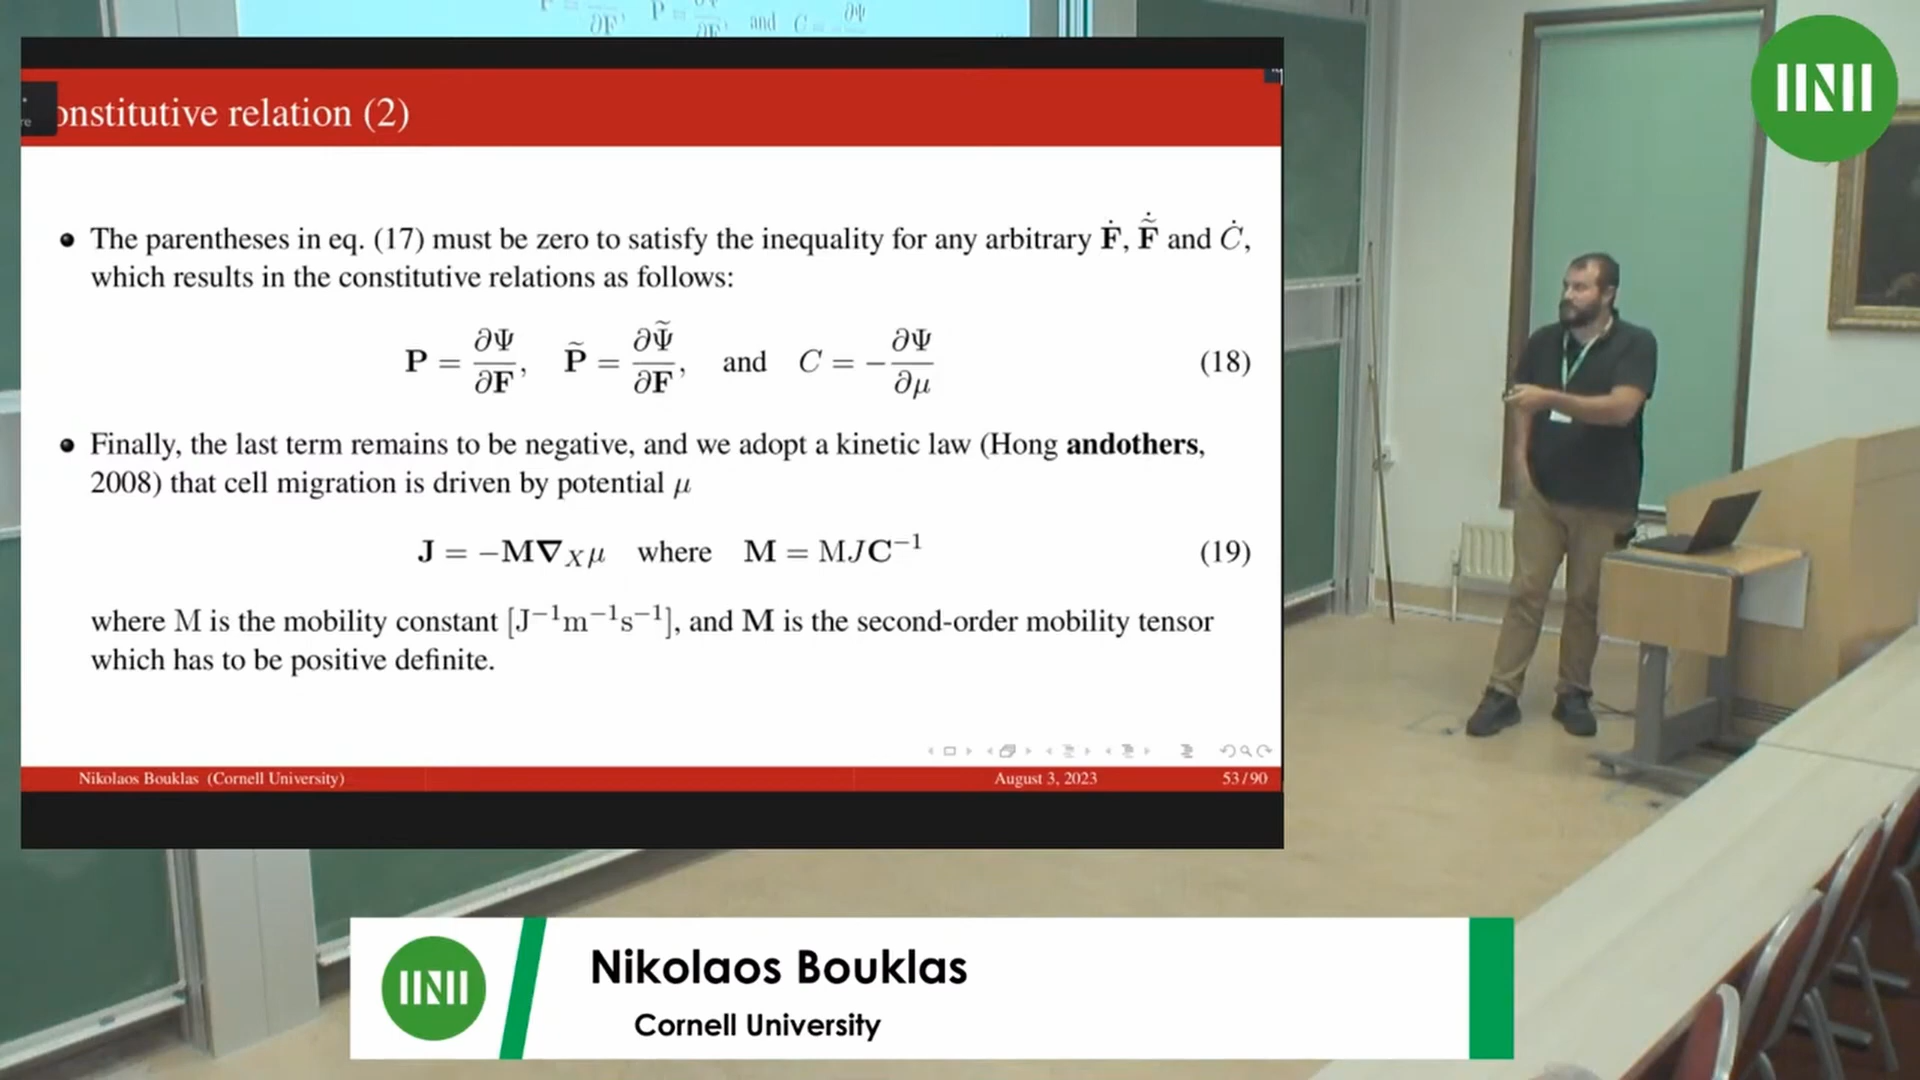 and
onstitutive relation (2)
The parentheses in eq. (17) must be zero to satisfy the inequality for any arbitrary Ḟ, F̃̇ and Ċ,
which results in the constitutive relations as follows:
P = ∂Ψ/∂F, P̃ = ∂Ψ̃/∂F, and C = −∂Ψ/∂μ (18)
Finally, the last term remains to be negative, and we adopt a kinetic law (Hong andothers,
2008) that cell migration is driven by potential μ
J = −M∇Xμ where M = MJC⁻¹ (19)
where M is the mobility constant [J⁻¹m⁻¹s⁻¹], and M is the second-order mobility tensor
which has to be positive definite.
Nikolaos Bouklas (Cornell University) August 3, 2023 53/90
Nikolaos Bouklas
Cornell University